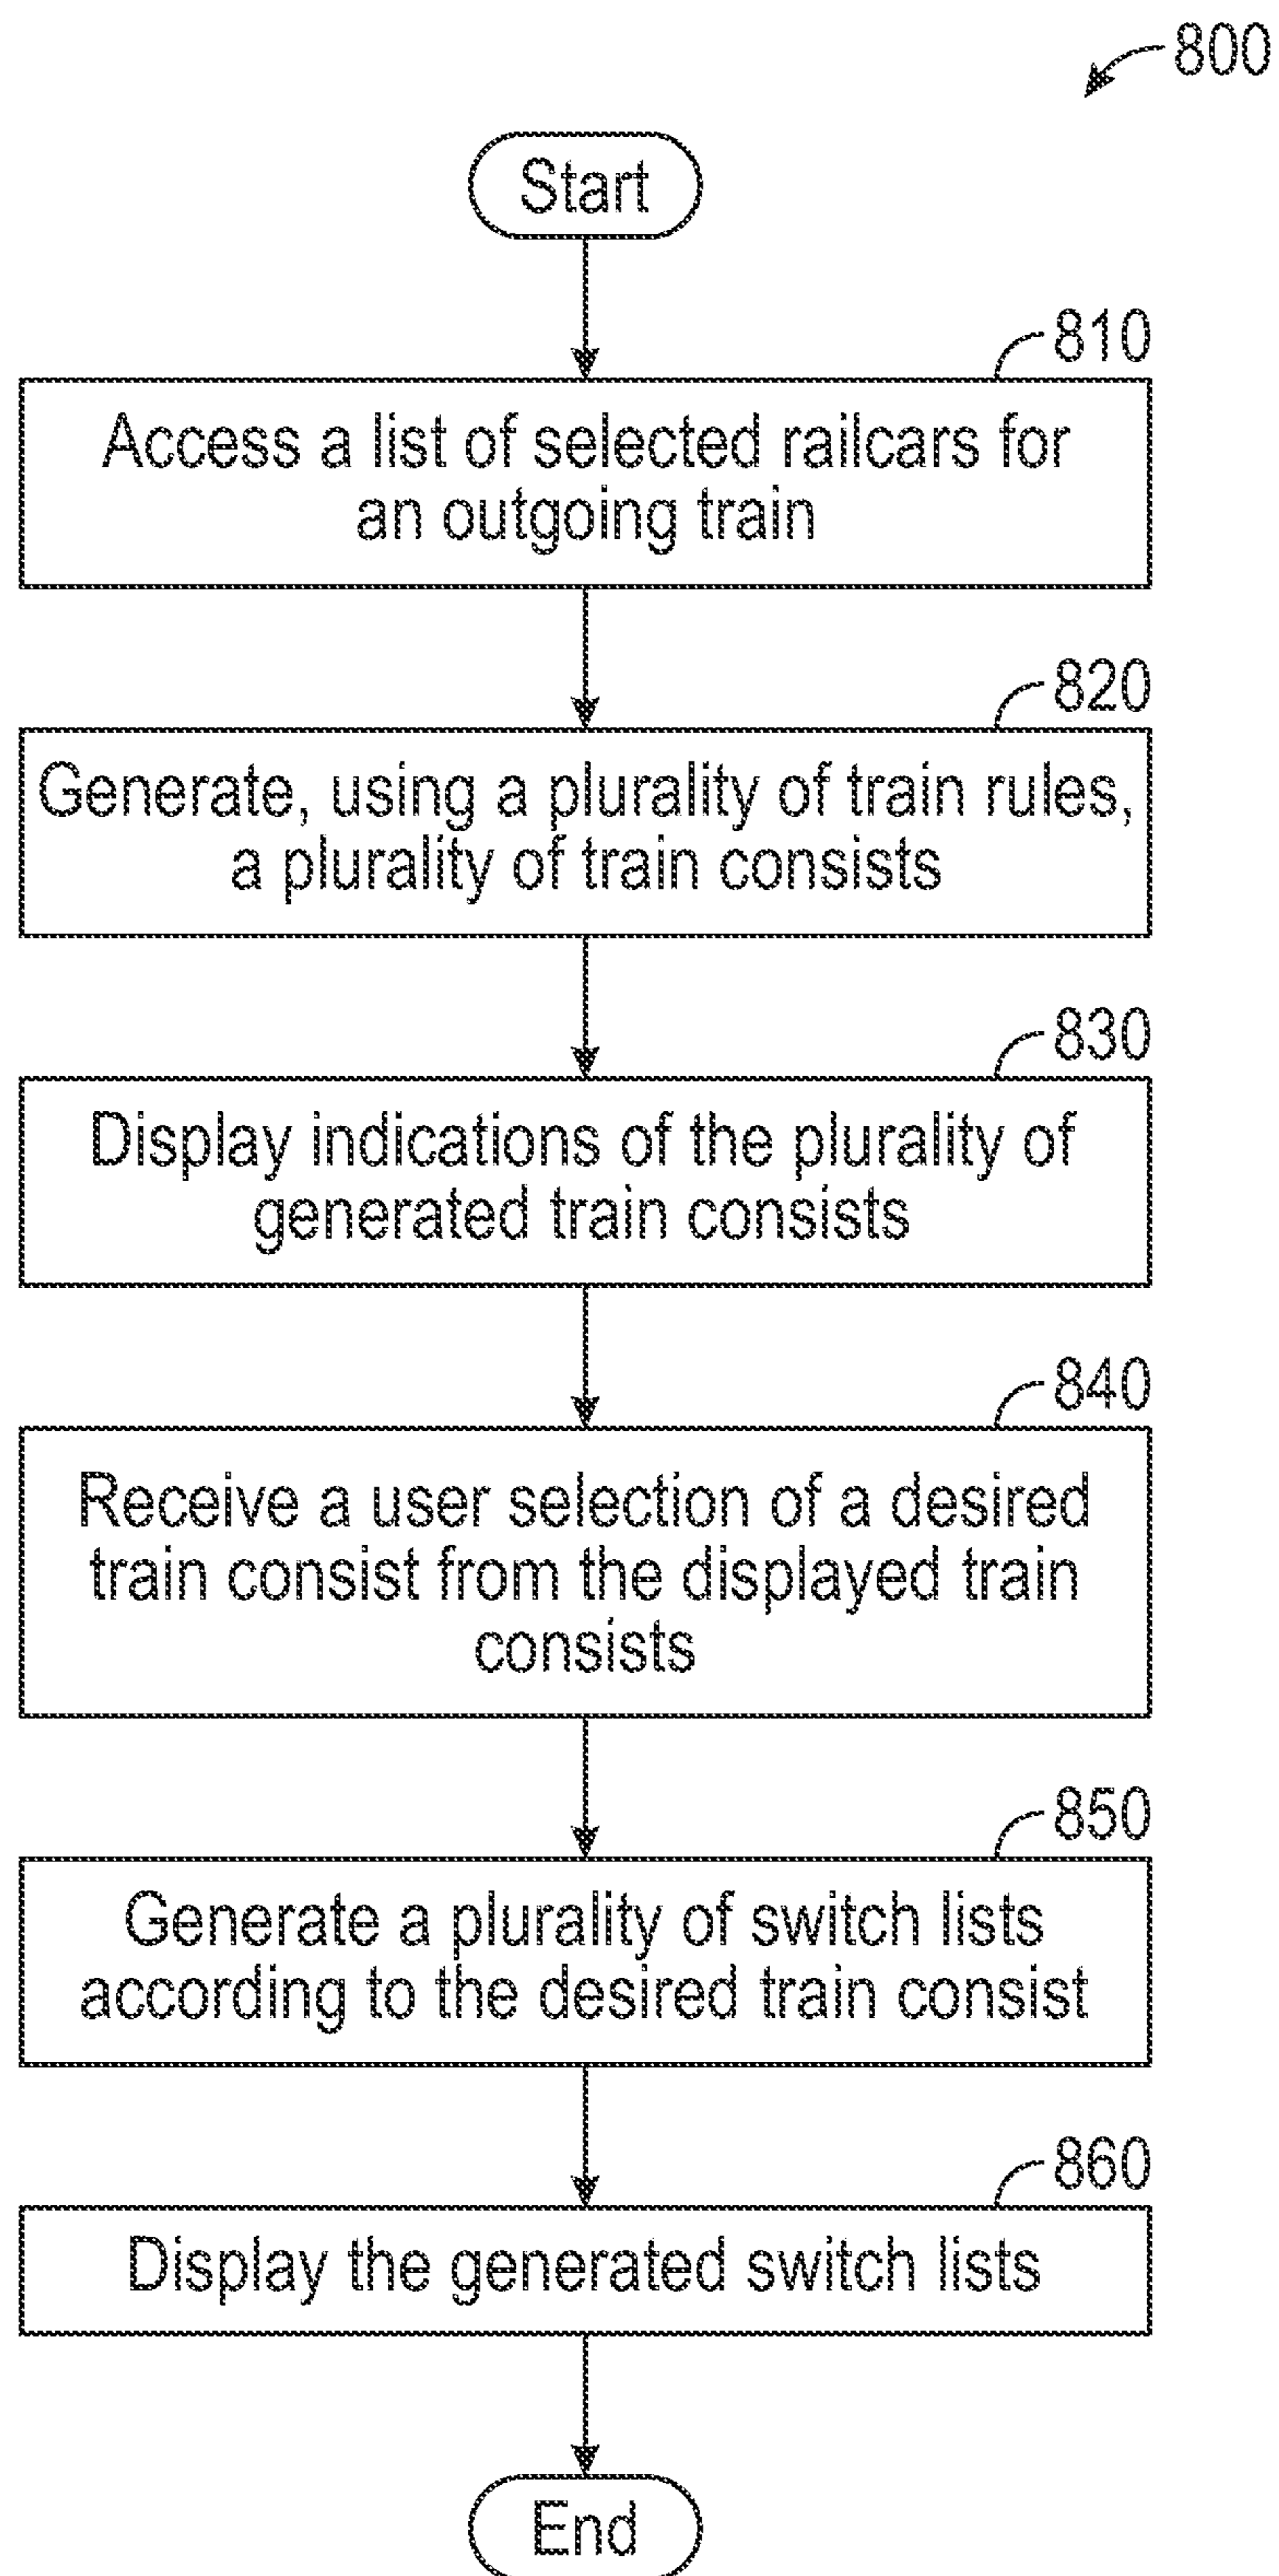 800
Start
810
Access a list of selected railcars for
an outgoing train
820
Generate, using a plurality of train rules,
a plurality of train consists
830
Display indications of the plurality of
generated train consists
840
Receive a user selection of a desired
train consist from the displayed train
consists
850
Generate a plurality of switch lists
according to the desired train consist
860
Display the generated switch lists
End